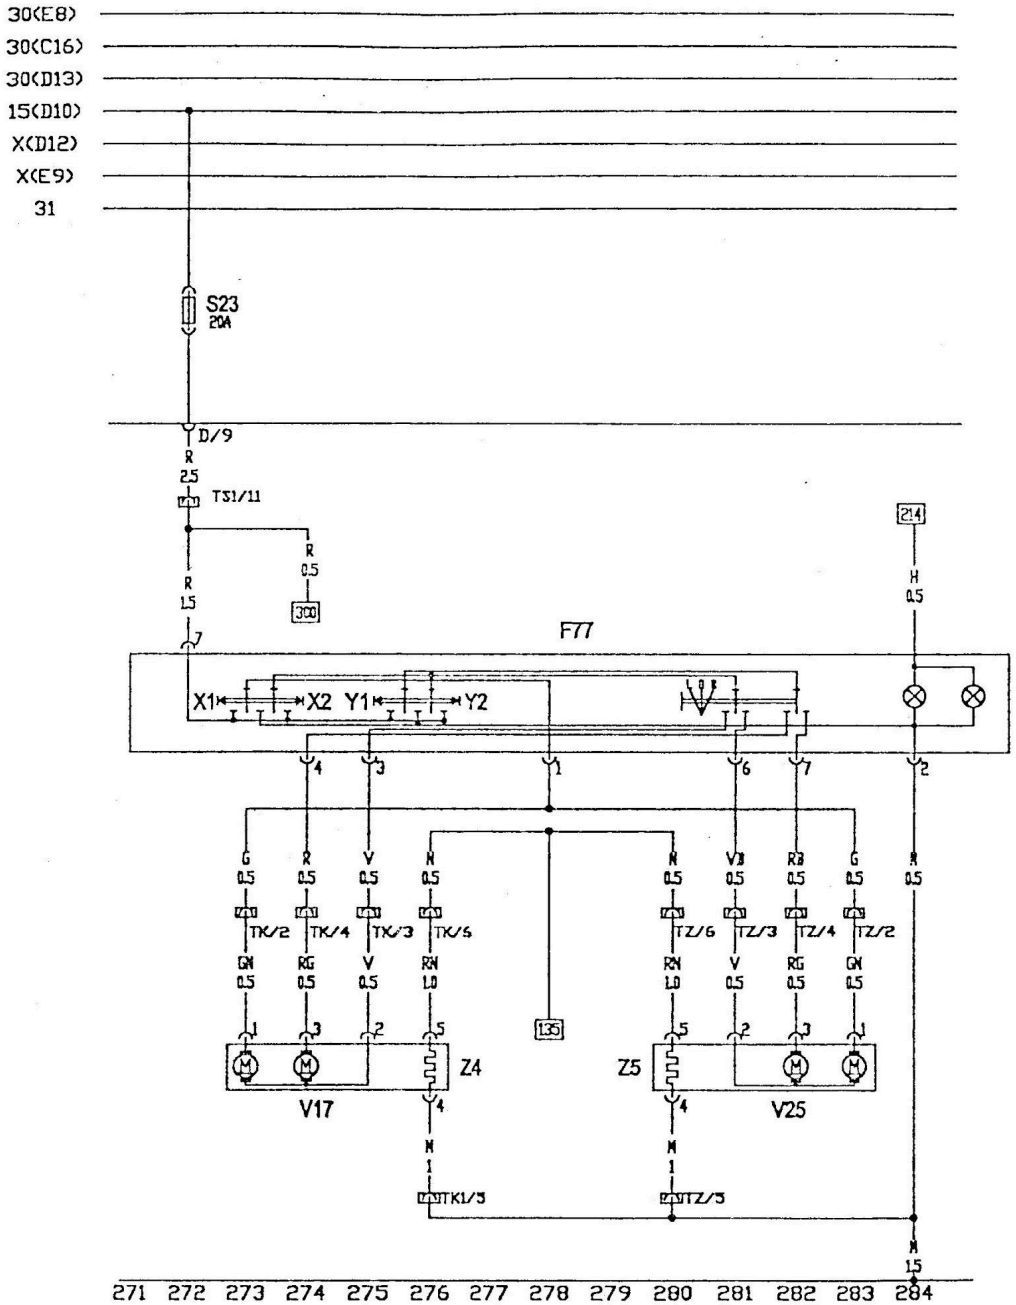 30(E8)
30(C16)
30(D13)
15(D10)
X(D12)
X(E9)
31
S23
20A
D/9
R
2.5
TS1/11
214
R
0.5
H
0.5
R
1.5
300
7
F77
X1 X2 Y1 Y2 L O R
4 3 1 6 7 2
G R V N N VB RB G
0.5 0.5 0.5 0.5 0.5 0.5 0.5 0.5 0.5
TK/2 TK/4 TK/3 TK/6 TZ/6 TZ/3 TZ/4 TZ/2
GN RG V RN RN V RG GN
0.5 0.5 0.5 1.0 1.0 0.5 0.5 0.5
135
1 3 2 5 5 2 3 1
M M Z4 Z5 M M
V17 4 4 V25
M M
1 1
TK1/5 TZ/5
M
1.5
271 272 273 274 275 276 277 278 279 280 281 282 283 284